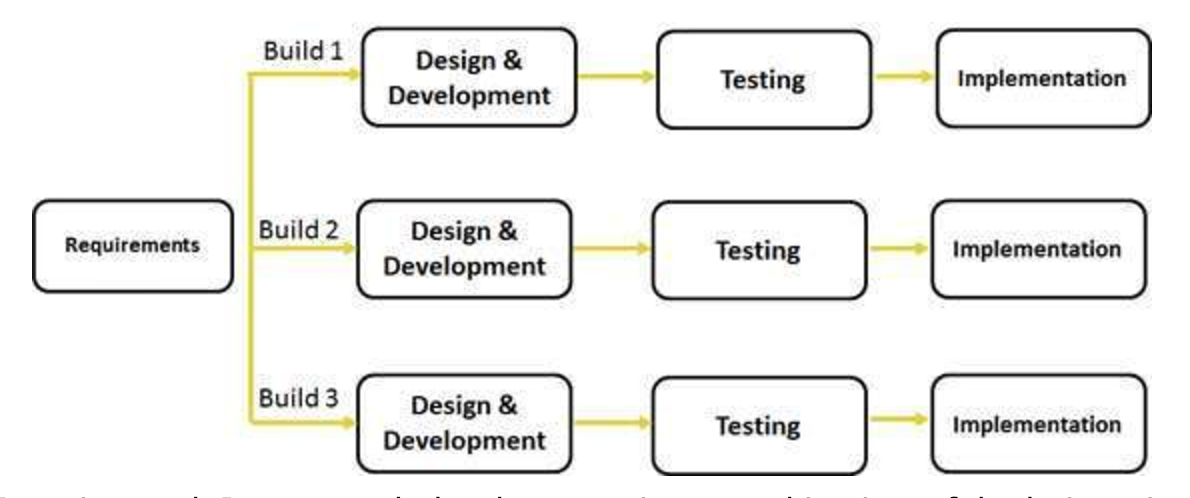 Build 1
Design &
Development
Testing
Implementation
Requirements
Build 2
Design &
Development
Testing
Implementation
Build 3
Design &
Development
Testing
Implementation